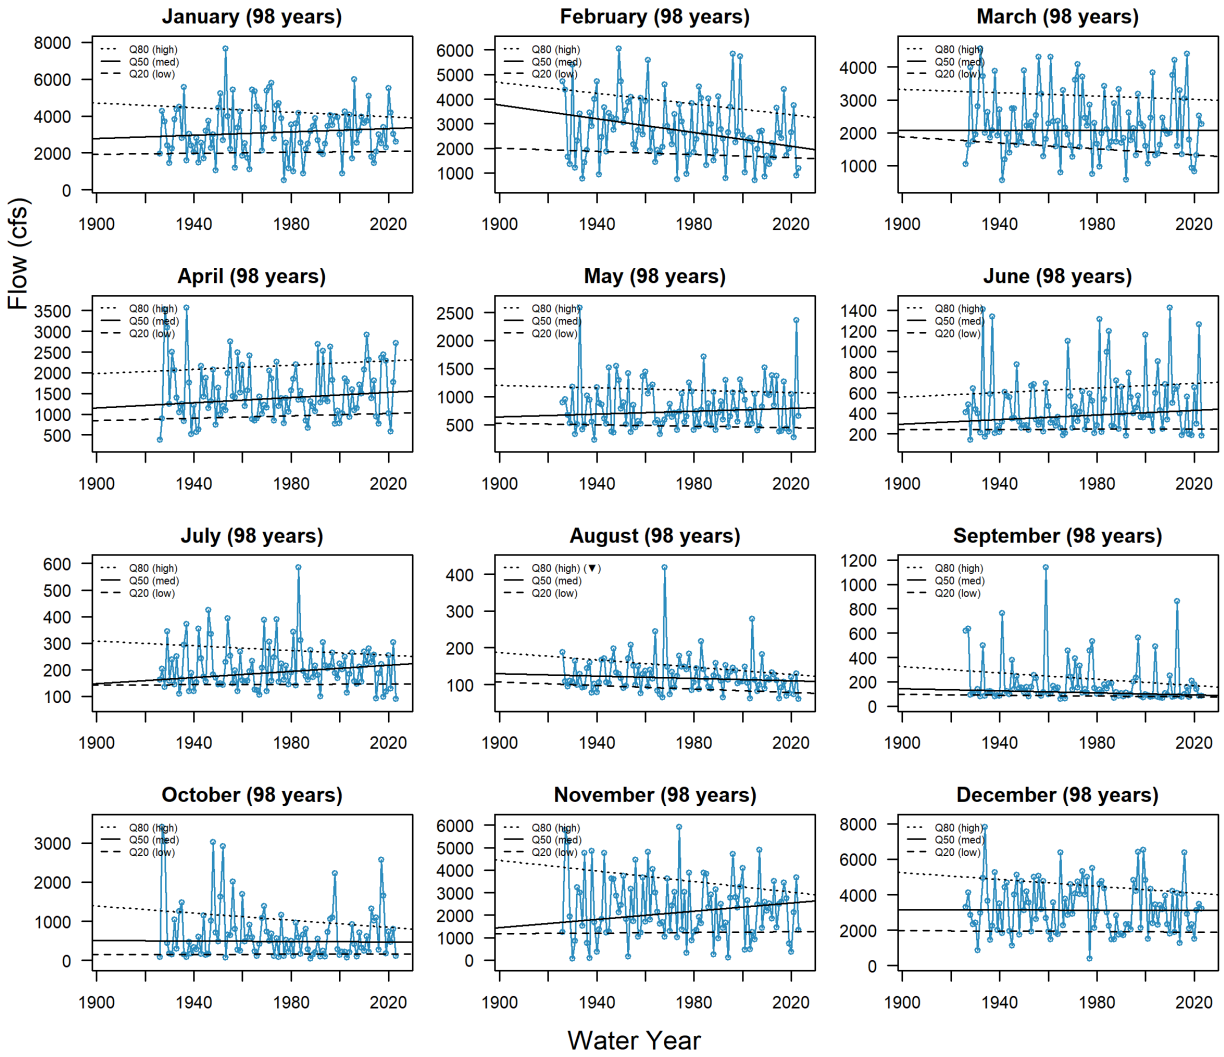 January (98 years)
February (98 years)
March (98 years)
Q80 (high)
Q50 (med)
Q20 (low)
Q80 (high)
Q50 (med)
Q20 (low)
Q80 (high)
Q50 (med)
Q20 (low)
8000
6000
4000
2000
0
6000
5000
4000
3000
2000
1000
4000
3000
2000
1000
1900 1940 1980 2020
1900 1940 1980 2020
1900 1940 1980 2020
Flow (cfs)
April (98 years)
May (98 years)
June (98 years)
Q80 (high)
Q50 (med)
Q20 (low)
Q80 (high)
Q50 (med)
Q20 (low)
Q80 (high)
Q50 (med)
Q20 (low)
3500
3000
2500
2000
1500
1000
500
2500
2000
1500
1000
500
1400
1200
1000
800
600
400
200
1900 1940 1980 2020
1900 1940 1980 2020
1900 1940 1980 2020
July (98 years)
August (98 years)
September (98 years)
Q80 (high)
Q50 (med)
Q20 (low)
Q80 (high) (▼)
Q50 (med)
Q20 (low)
Q80 (high)
Q50 (med)
Q20 (low)
600
500
400
300
200
100
400
300
200
100
1200
1000
800
600
400
200
0
1900 1940 1980 2020
1900 1940 1980 2020
1900 1940 1980 2020
October (98 years)
November (98 years)
December (98 years)
Q80 (high)
Q50 (med)
Q20 (low)
Q80 (high)
Q50 (med)
Q20 (low)
Q80 (high)
Q50 (med)
Q20 (low)
3000
2000
1000
0
6000
5000
4000
3000
2000
1000
0
8000
6000
4000
2000
0
1900 1940 1980 2020
1900 1940 1980 2020
1900 1940 1980 2020
Water Year